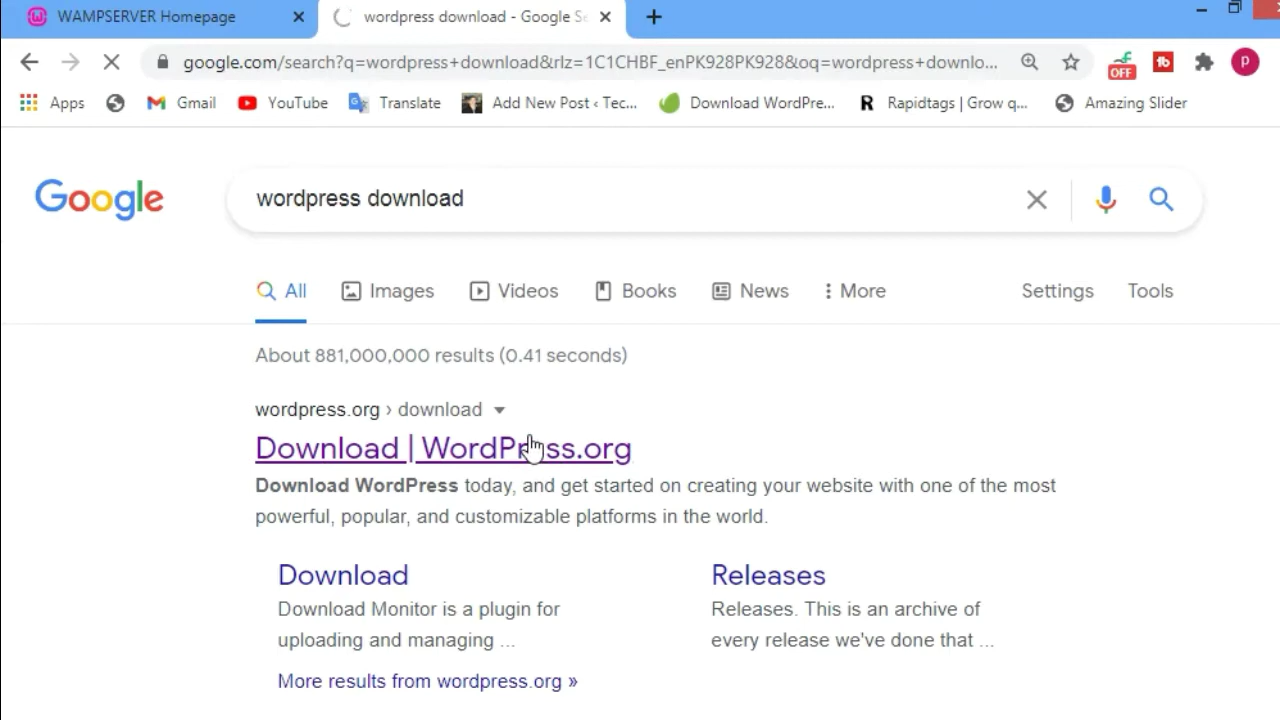 WAMPSERVER Homepage
wordpress download - Google Se
google.com/search?q=wordpress+download&rlz=1C1CHBF_enPK928PK928&oq=wordpress+downlo...
OFF
P
Apps
Gmail
YouTube
Translate
Add New Post ‹ Tec...
Download WordPre...
R
Rapidtags | Grow q...
Amazing Slider
Google
wordpress download
All
Images
Videos
Books
News
More
Settings
Tools
About 881,000,000 results (0.41 seconds)
wordpress.org › download
Download | WordPress.org
Download WordPress today, and get started on creating your website with one of the most
powerful, popular, and customizable platforms in the world.
Download
Download Monitor is a plugin for
uploading and managing ...
Releases
Releases. This is an archive of
every release we've done that ...
More results from wordpress.org »